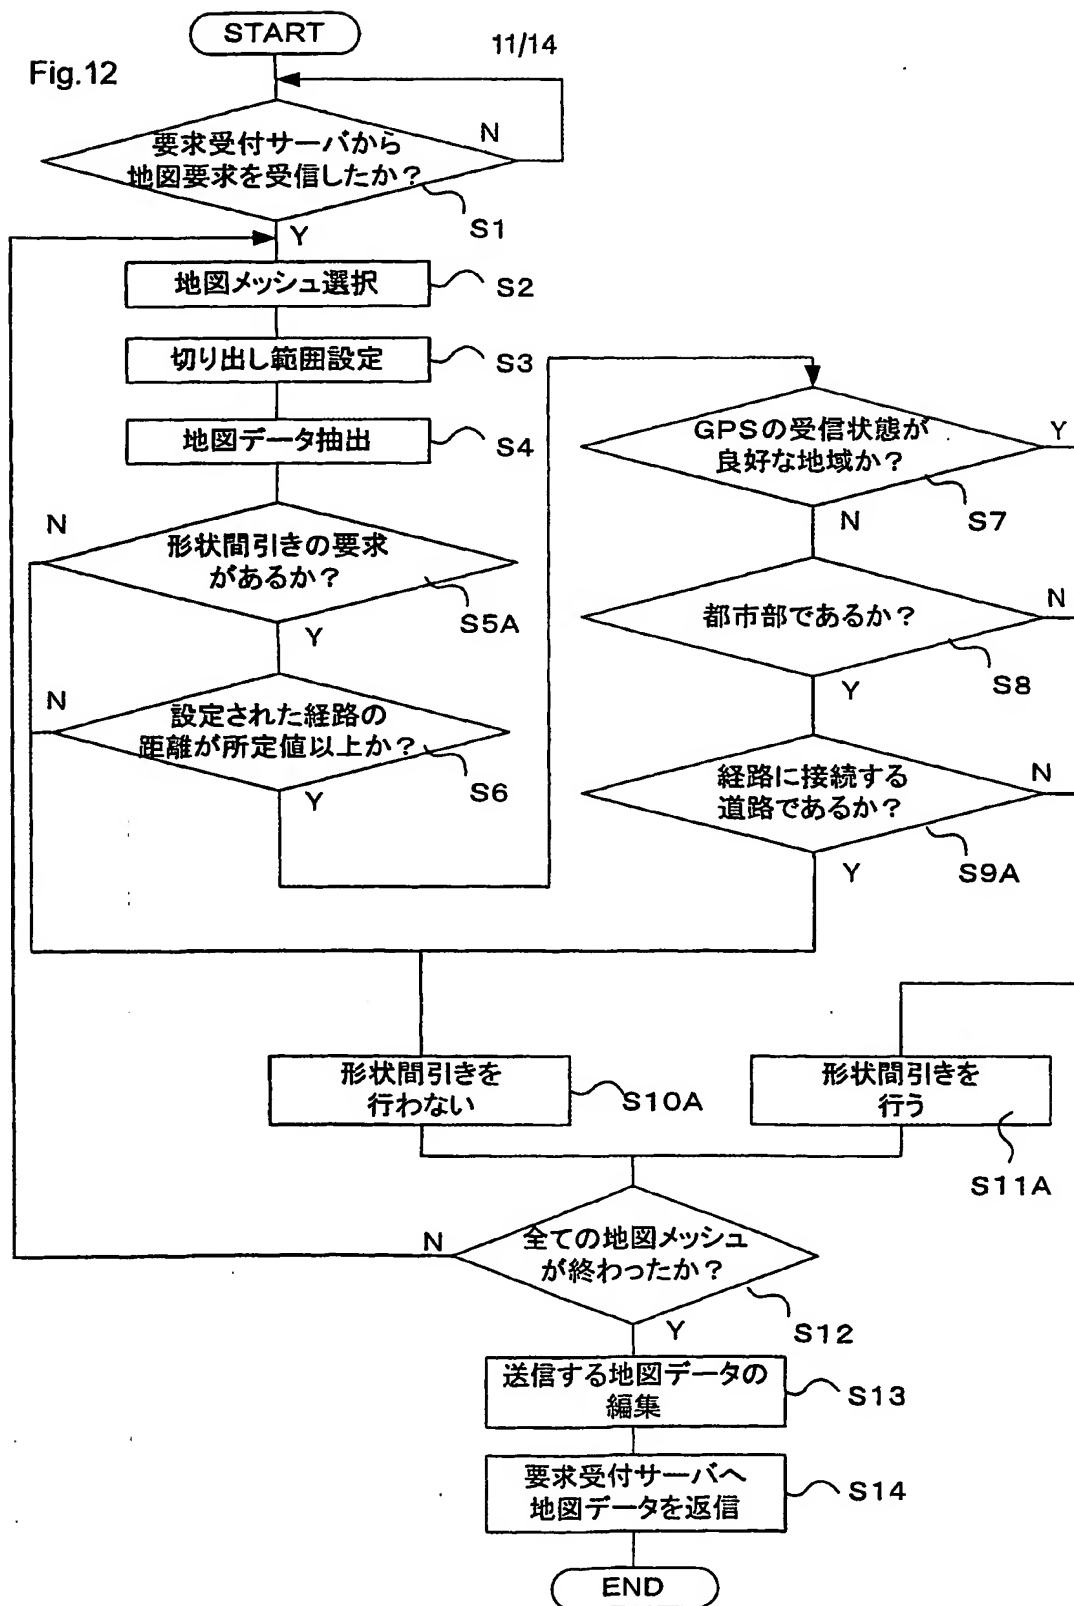 START
11/14
Fig.12
要求受付サーバから
地図要求を受信したか？
N
S1
Y
地図メッシュ選択
S2
切り出し範囲設定
S3
地図データ抽出
S4
N
形状間引きの要求
があるか？
S5A
Y
N
設定された経路の
距離が所定値以上か？
S6
Y
GPSの受信状態が
良好な地域か？
Y
S7
N
都市部であるか？
N
S8
Y
経路に接続する
道路であるか？
N
S9A
Y
形状間引きを
行わない
S10A
形状間引きを
行う
S11A
N
全ての地図メッシュ
が終わったか？
S12
Y
送信する地図データの
編集
S13
要求受付サーバへ
地図データを返信
S14
END